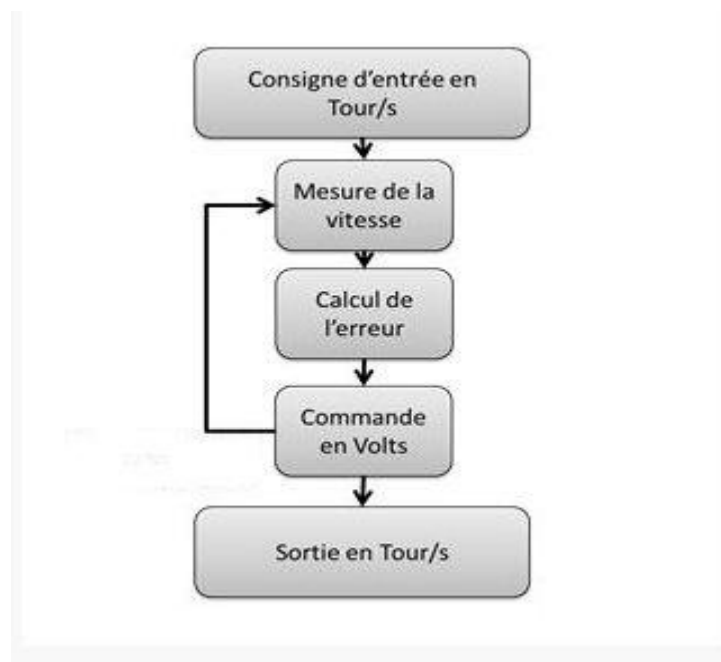 Consigne d’entrée en
Tour/s
Mesure de la
vitesse
Calcul de
l’erreur
Commande
en Volts
Sortie en Tour/s